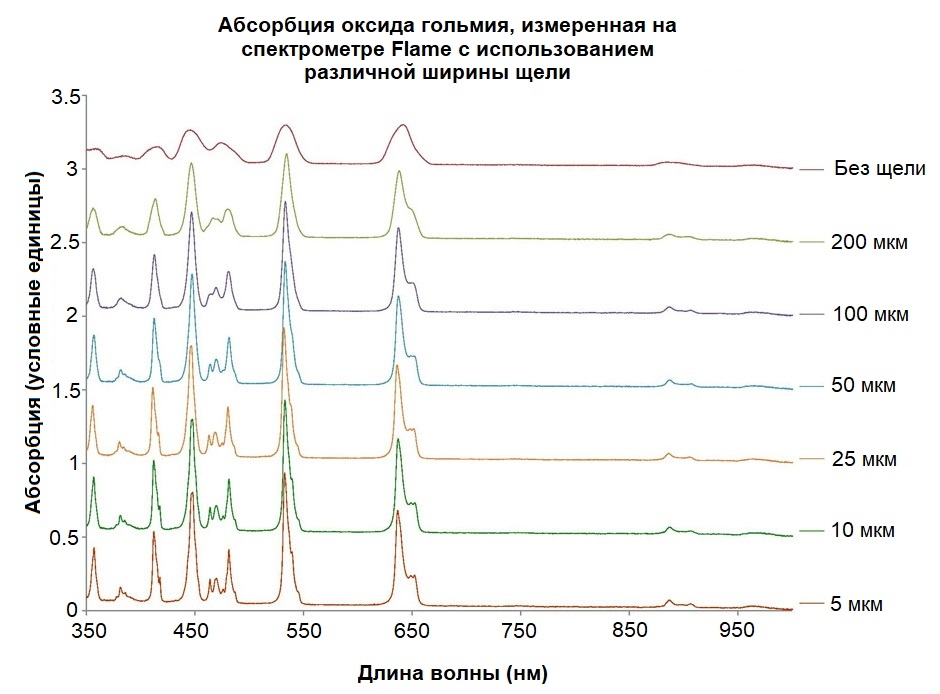 Абсорбция оксида гольмия, измеренная на
спектрометре Flame с использованием
различной ширины щели
Абсорбция (условные единицы)
3.5
3
2.5
2
1.5
1
0.5
0
350
450
550
650
750
850
950
Длина волны (нм)
Без щели
200 мкм
100 мкм
50 мкм
25 мкм
10 мкм
5 мкм